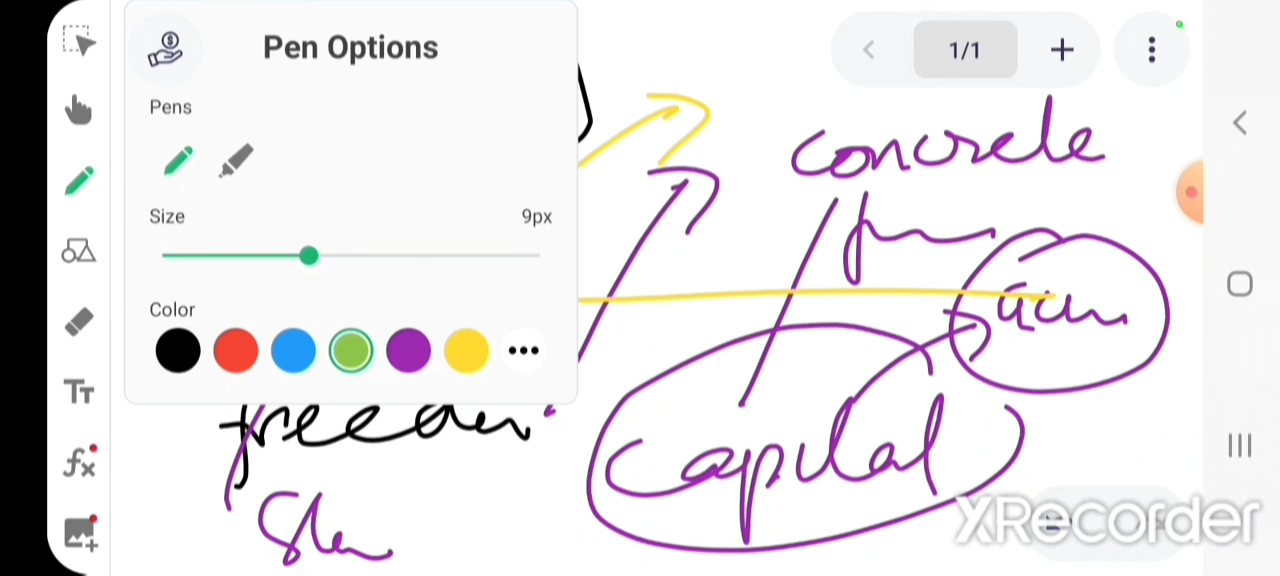 Pen Options
1/1
Pens
Size 9px
Color
concrete
capital
XRecorder